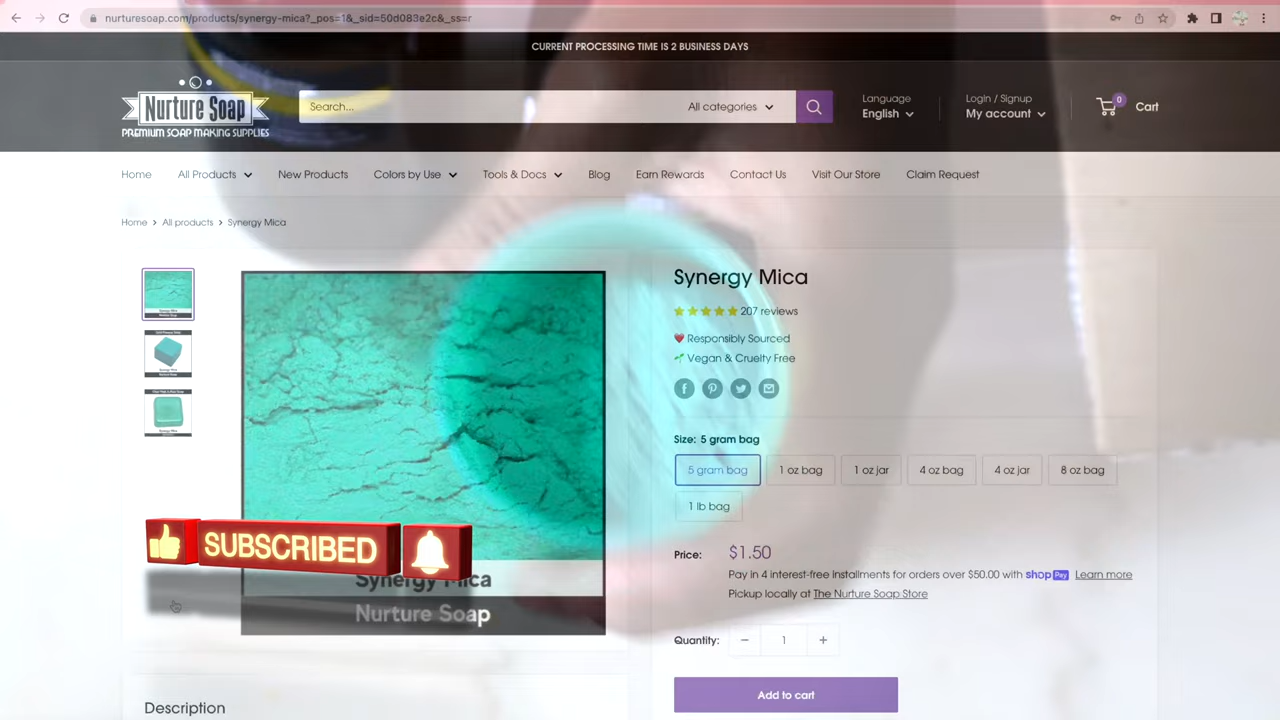 nurturesoap.com/products/synergy-mica?_pos=1&_sid=50d083e2c&_ss=r
CURRENT PROCESSING TIME IS 2 BUSINESS DAYS
Nurture Soap
PREMIUM SOAP MAKING SUPPLIES
Search...
All categories
Language
English
Login / Signup
My account
0
Cart
Home
All Products
New Products
Colors by Use
Tools & Docs
Blog
Earn Rewards
Contact Us
Visit Our Store
Claim Request
Home > All products > Synergy Mica
Synergy Mica
207 reviews
Responsibly Sourced
Vegan & Cruelty Free
Size: 5 gram bag
5 gram bag
1 oz bag
1 oz jar
4 oz bag
4 oz jar
8 oz bag
1 lb bag
SUBSCRIBED
Synergy Mica
Nurture Soap
Price: $1.50
Pay in 4 interest-free installments for orders over $50.00 with shop Pay Learn more
Pickup locally at The Nurture Soap Store
Quantity: − 1 +
Add to cart
Description